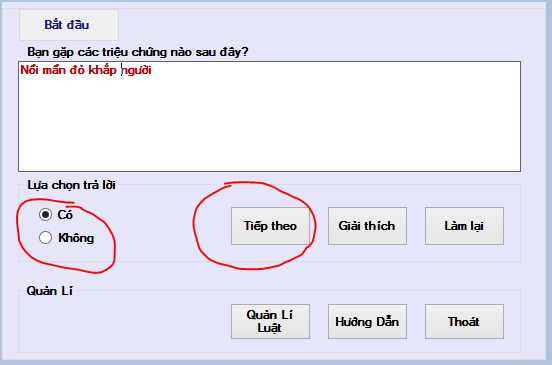 Bắt đầu
Bạn gặp các triệu chứng nào sau đây?
Nổi mẩn đỏ khắp người
Lựa chọn trả lời
Có
Không
Tiếp theo
Giải thích
Làm lại
Quản Lí
Quản Lí
Luật
Hướng Dẫn
Thoát